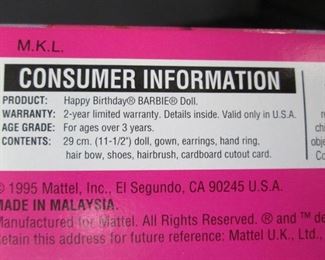 M.K.L.
CONSUMER INFORMATION
PRODUCT: Happy Birthday® BARBIE® Doll.
WARRANTY: 2-year limited warranty. Details inside. Valid only in U.S.A.
AGE GRADE: For ages over 3 years.
CONTENTS: 29 cm. (11-1/2") doll, gown, earrings, hand ring,
hair bow, shoes, hairbrush, cardboard cutout card.
© 1995 Mattel, Inc., El Segundo, CA 90245 U.S.A.
MADE IN MALAYSIA.
Manufactured for Mattel. All Rights Reserved. ® and ™ de
Retain this address for future reference: Mattel U.K., Ltd.,